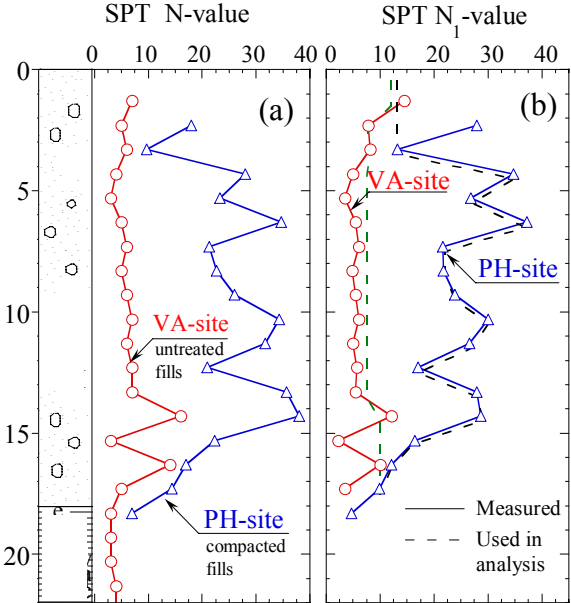 SPT N-value
SPT N1-value
0 10 20 30 40
0 10 20 30 40
0
5
10
15
20
(a)
(b)
VA-site
PH-site
VA-site
untreated
fills
PH-site
compacted
fills
Measured
Used in
analysis